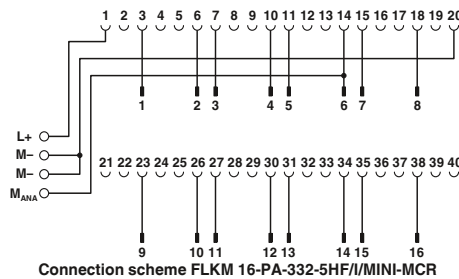 1 2 3 4 5 6 7 8 9 10 11 12 13 14 15 16 17 18 19 20
1 2 3 4 5 6 7 8
L+
M–
M–
MANA
21 22 23 24 25 26 27 28 29 30 31 32 33 34 35 36 37 38 39 40
9 10 11 12 13 14 15 16
Connection scheme FLKM 16-PA-332-5HF/I/MINI-MCR